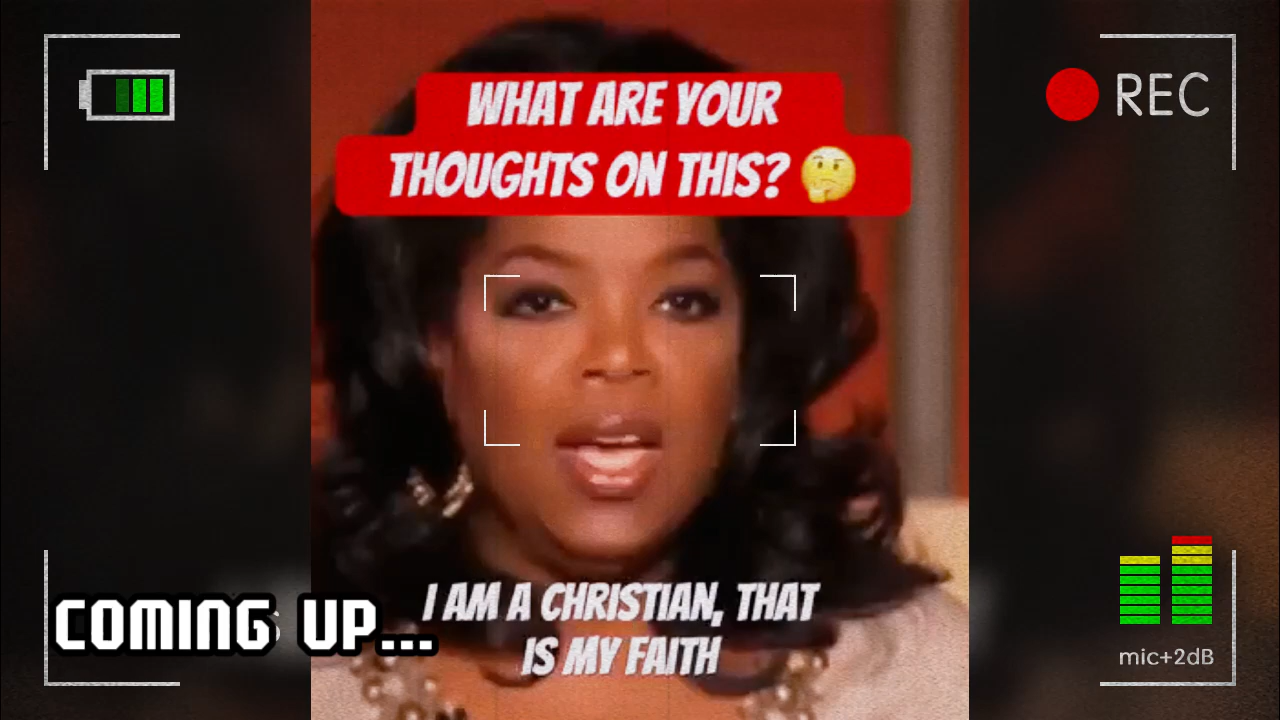 WHAT ARE YOUR
THOUGHTS ON THIS? 🤔
REC
I AM A CHRISTIAN, THAT
IS MY FAITH
COMING UP...
mic+2dB